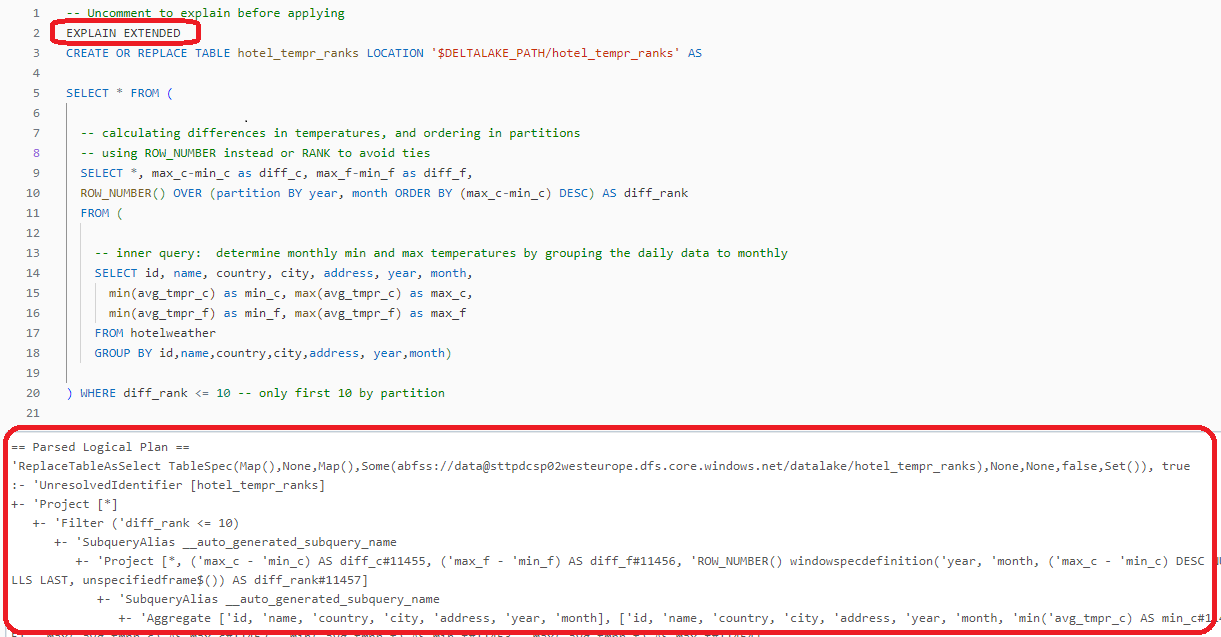 1 -- Uncomment to explain before applying
2 EXPLAIN EXTENDED
3 CREATE OR REPLACE TABLE hotel_tempr_ranks LOCATION '$DELTALAKE_PATH/hotel_tempr_ranks' AS
4
5 SELECT * FROM (
6 .
7 -- calculating differences in temperatures, and ordering in partitions
8 -- using ROW_NUMBER instead or RANK to avoid ties
9 SELECT *, max_c-min_c as diff_c, max_f-min_f as diff_f,
10 ROW_NUMBER() OVER (partition BY year, month ORDER BY (max_c-min_c) DESC) AS diff_rank
11 FROM (
12
13 -- inner query:  determine monthly min and max temperatures by grouping the daily data to monthly
14 SELECT id, name, country, city, address, year, month,
15 min(avg_tmpr_c) as min_c, max(avg_tmpr_c) as max_c,
16 min(avg_tmpr_f) as min_f, max(avg_tmpr_f) as max_f
17 FROM hotelweather
18 GROUP BY id,name,country,city,address, year,month)
19
20 ) WHERE diff_rank <= 10 -- only first 10 by partition
21
== Parsed Logical Plan ==
'ReplaceTableAsSelect TableSpec(Map(),None,Map(),Some(abfss://data@sttpdcsp02westeurope.dfs.core.windows.net/datalake/hotel_tempr_ranks),None,None,false,Set()), true
:- 'UnresolvedIdentifier [hotel_tempr_ranks]
+- 'Project [*]
+- 'Filter ('diff_rank <= 10)
+- 'SubqueryAlias __auto_generated_subquery_name
+- 'Project [*, ('max_c - 'min_c) AS diff_c#11455, ('max_f - 'min_f) AS diff_f#11456, 'ROW_NUMBER() windowspecdefinition('year, 'month, ('max_c - 'min_c) DESC NU
LLS LAST, unspecifiedframe$()) AS diff_rank#11457]
+- 'SubqueryAlias __auto_generated_subquery_name
+- 'Aggregate ['id, 'name, 'country, 'city, 'address, 'year, 'month], ['id, 'name, 'country, 'city, 'address, 'year, 'month, 'min('avg_tmpr_c) AS min_c#1